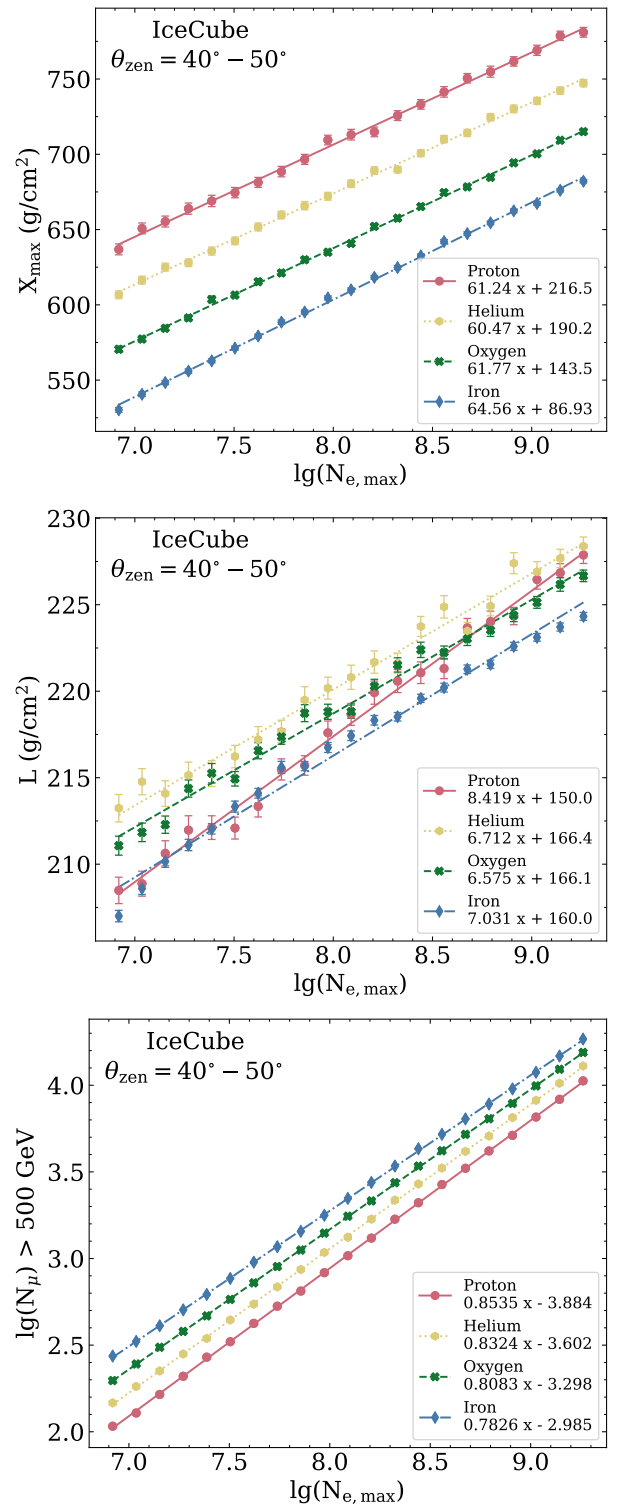 IceCube
θzen = 40° − 50°
750
700
650
600
550
Xmax (g/cm²)
Proton
61.24 x + 216.5
Helium
60.47 x + 190.2
Oxygen
61.77 x + 143.5
Iron
64.56 x + 86.93
7.0 7.5 8.0 8.5 9.0
lg(Ne, max)
IceCube
θzen = 40° − 50°
230
225
220
215
210
L (g/cm²)
Proton
8.419 x + 150.0
Helium
6.712 x + 166.4
Oxygen
6.575 x + 166.1
Iron
7.031 x + 160.0
7.0 7.5 8.0 8.5 9.0
lg(Ne, max)
IceCube
θzen = 40° − 50°
4.0
3.5
3.0
2.5
2.0
lg(Nμ) > 500 GeV
Proton
0.8535 x - 3.884
Helium
0.8324 x - 3.602
Oxygen
0.8083 x - 3.298
Iron
0.7826 x - 2.985
7.0 7.5 8.0 8.5 9.0
lg(Ne, max)